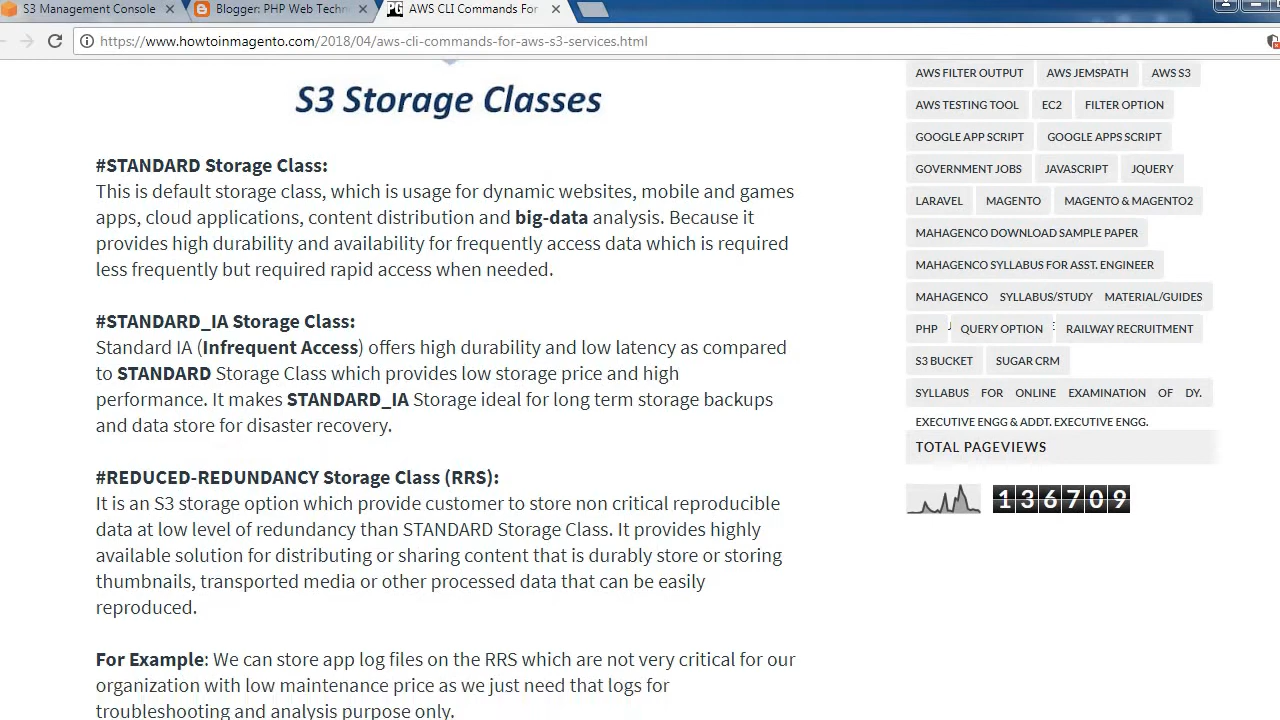 S3 Management Console
Blogger: PHP Web Techn
PG
AWS CLI Commands For
https://www.howtoinmagento.com/2018/04/aws-cli-commands-for-aws-s3-services.html
S3 Storage Classes
#STANDARD Storage Class:
This is default storage class, which is usage for dynamic websites, mobile and games
apps, cloud applications, content distribution and big-data analysis. Because it
provides high durability and availability for frequently access data which is required
less frequently but required rapid access when needed.
#STANDARD_IA Storage Class:
Standard IA (Infrequent Access) offers high durability and low latency as compared
to STANDARD Storage Class which provides low storage price and high
performance. It makes STANDARD_IA Storage ideal for long term storage backups
and data store for disaster recovery.
#REDUCED-REDUNDANCY Storage Class (RRS):
It is an S3 storage option which provide customer to store non critical reproducible
data at low level of redundancy than STANDARD Storage Class. It provides highly
available solution for distributing or sharing content that is durably store or storing
thumbnails, transported media or other processed data that can be easily
reproduced.
For Example: We can store app log files on the RRS which are not very critical for our
organization with low maintenance price as we just need that logs for
troubleshooting and analysis purpose only.
AWS FILTER OUTPUT AWS JEMSPATH AWS S3
AWS TESTING TOOL EC2 FILTER OPTION
GOOGLE APP SCRIPT GOOGLE APPS SCRIPT
GOVERNMENT JOBS JAVASCRIPT JQUERY
LARAVEL MAGENTO MAGENTO & MAGENTO2
MAHAGENCO DOWNLOAD SAMPLE PAPER
MAHAGENCO SYLLABUS FOR ASST. ENGINEER
MAHAGENCO SYLLABUS/STUDY MATERIAL/GUIDES
PHP QUERY OPTION RAILWAY RECRUITMENT
S3 BUCKET SUGAR CRM
SYLLABUS FOR ONLINE EXAMINATION OF DY.
EXECUTIVE ENGG & ADDT. EXECUTIVE ENGG.
TOTAL PAGEVIEWS
136709